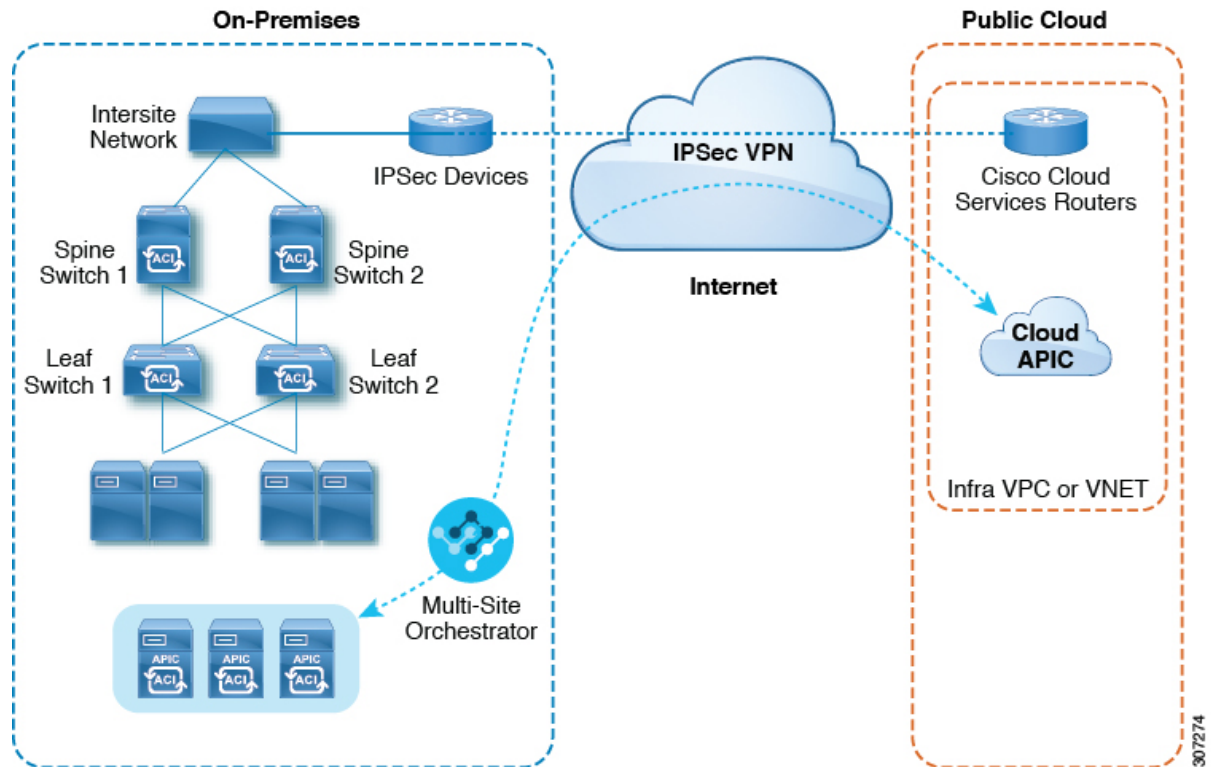 On-Premises
Public Cloud
Intersite
Network
IPSec Devices
IPSec VPN
Cisco Cloud
Services Routers
Spine
Switch 1
ACI
ACI
Spine
Switch 2
Internet
Cloud
APIC
Leaf
Switch 1
ACI
ACI
Leaf
Switch 2
Infra VPC or VNET
Multi-Site
Orchestrator
APIC
ACI
APIC
ACI
APIC
ACI
307274